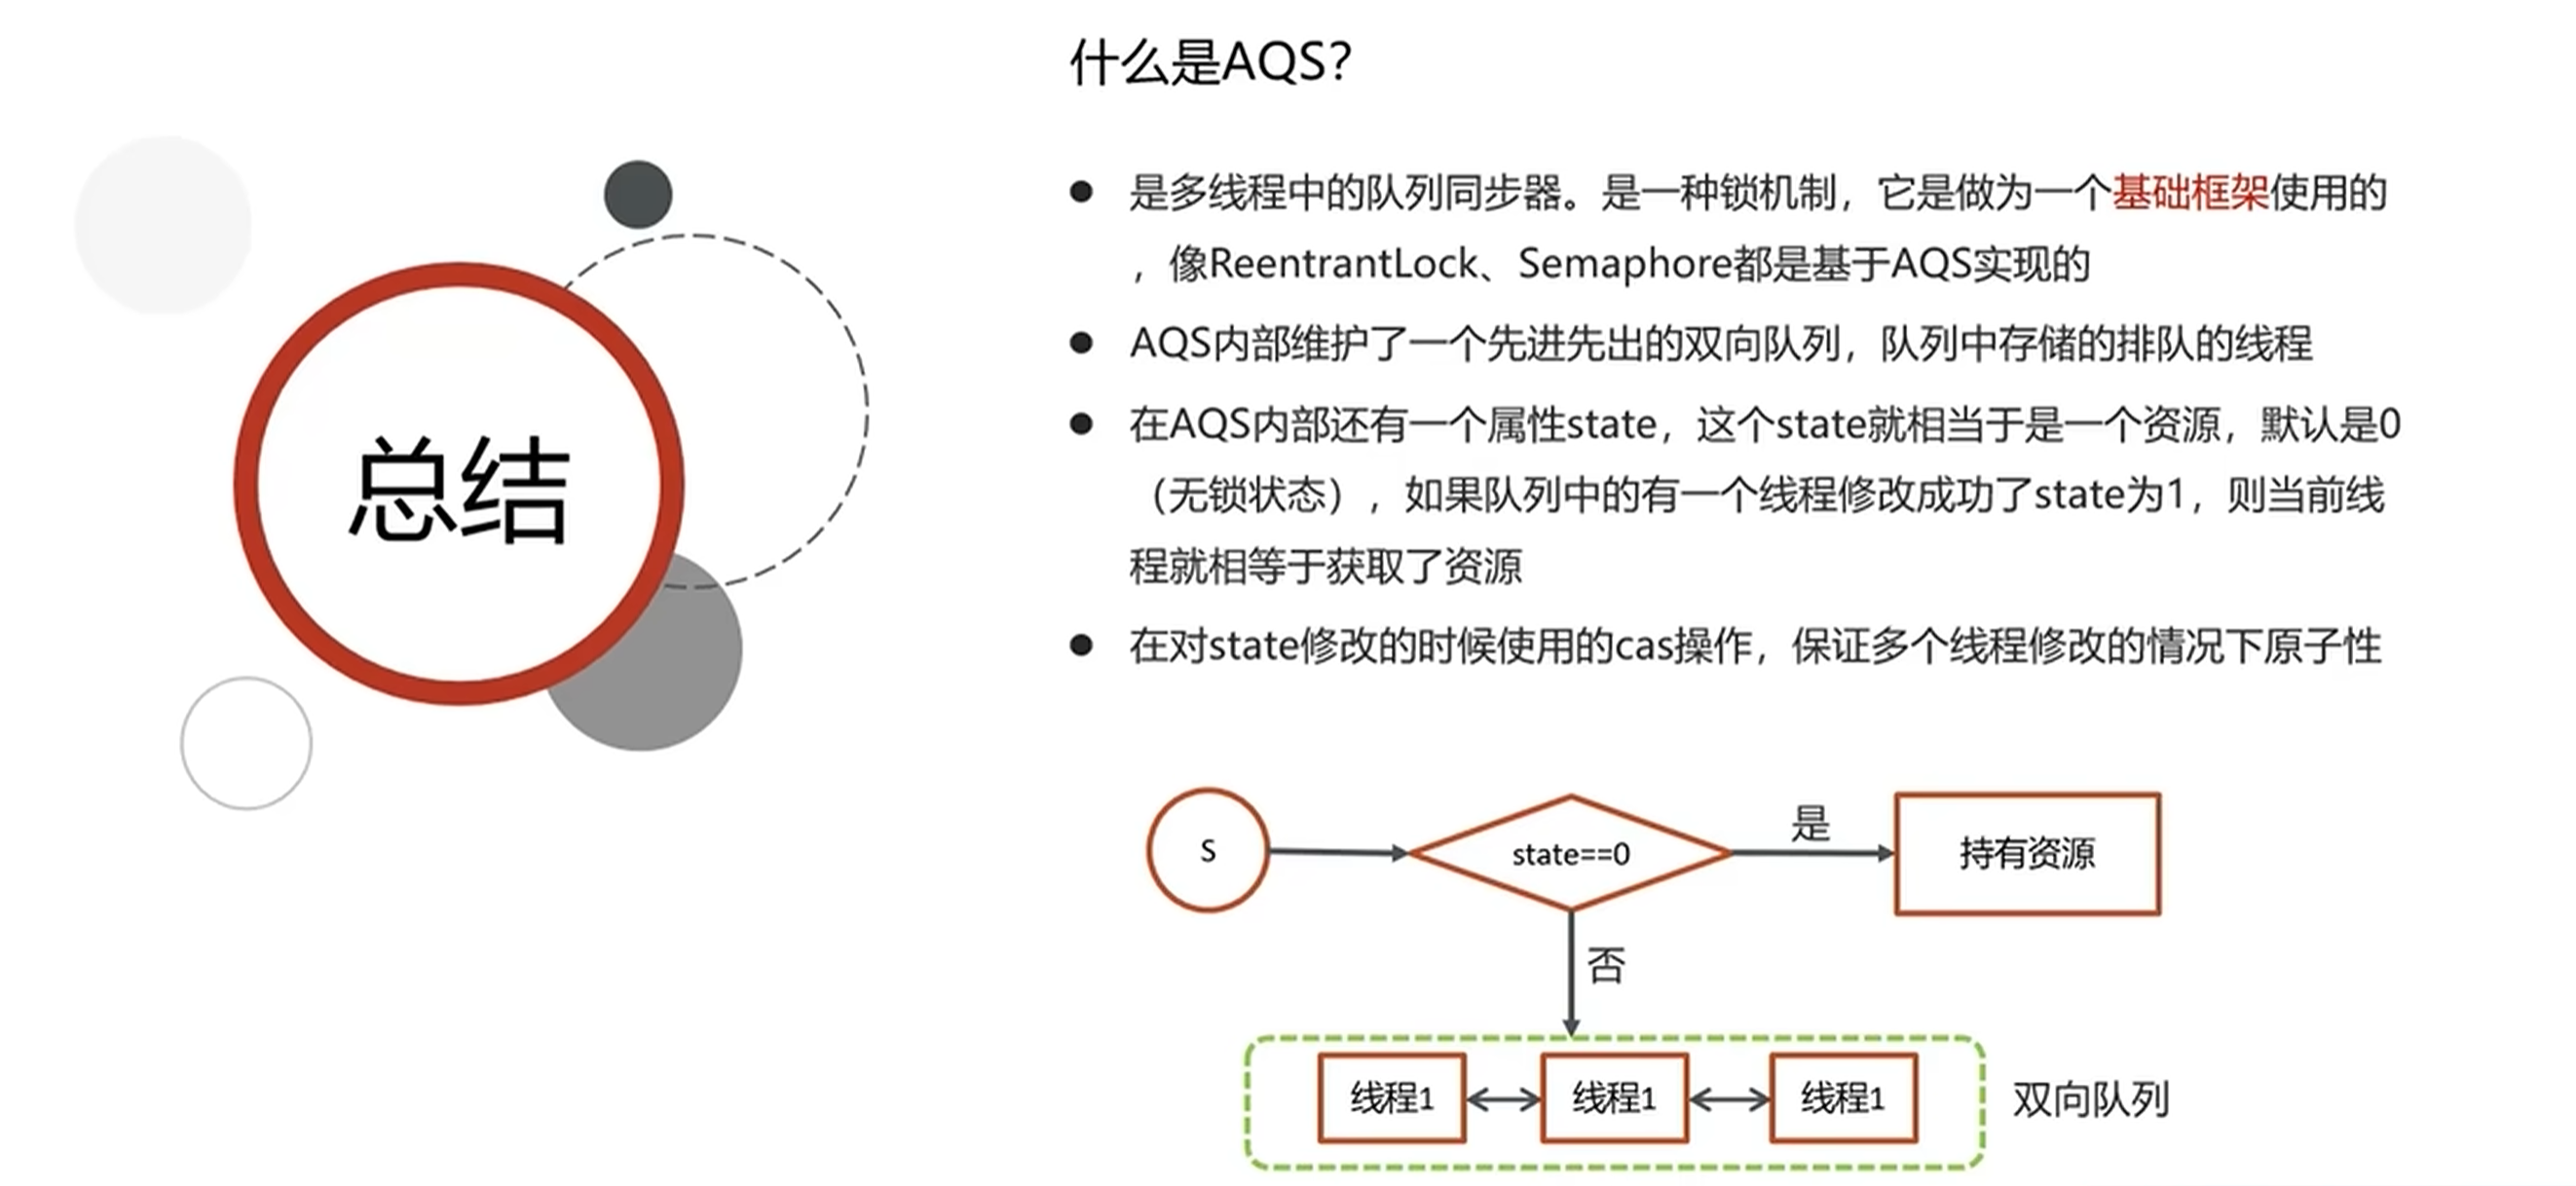 什么是AQS？
总结
是多线程中的队列同步器。是一种锁机制，它是做为一个基础框架使用的
，像ReentrantLock、Semaphore都是基于AQS实现的
AQS内部维护了一个先进先出的双向队列，队列中存储的排队的线程
在AQS内部还有一个属性state，这个state就相当于是一个资源，默认是0
（无锁状态），如果队列中的有一个线程修改成功了state为1，则当前线
程就相等于获取了资源
在对state修改的时候使用的cas操作，保证多个线程修改的情况下原子性
S
state==0
是
持有资源
否
线程1
线程1
线程1
双向队列